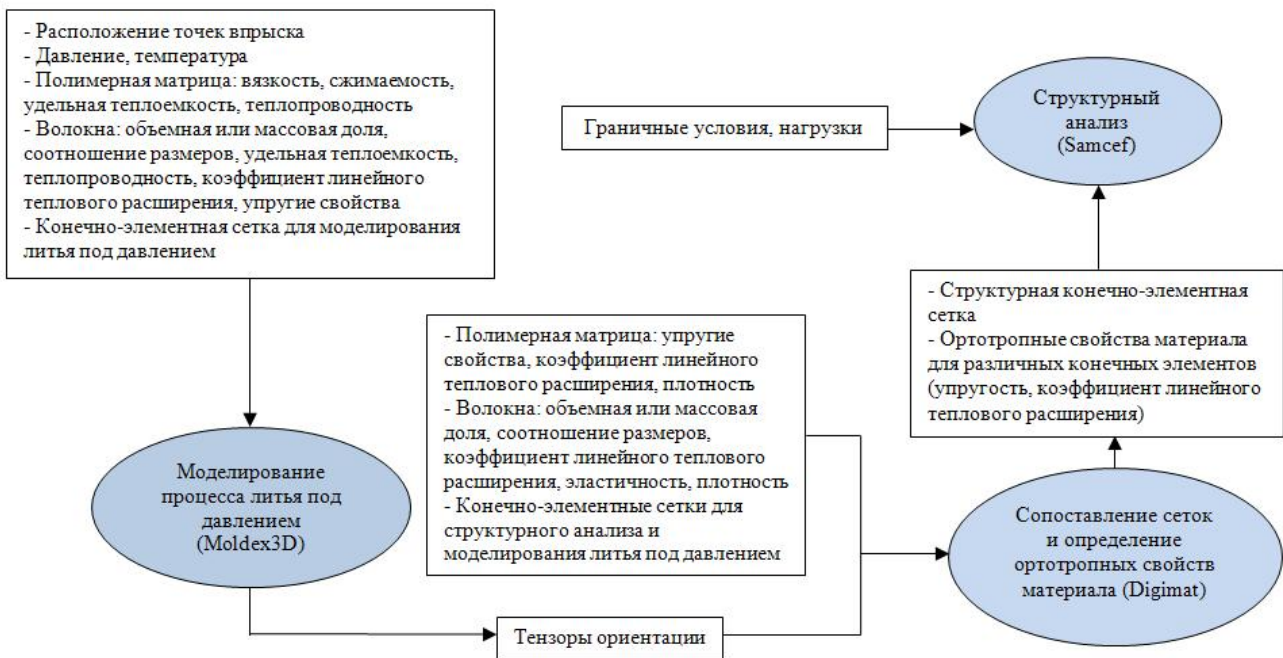 - Расположение точек впрыска
- Давление, температура
- Полимерная матрица: вязкость, сжимаемость,
удельная теплоемкость, теплопроводность
- Волокна: объемная или массовая доля,
соотношение размеров, удельная теплоемкость,
теплопроводность, коэффициент линейного
теплового расширения, упругие свойства
- Конечно-элементная сетка для моделирования
литья под давлением
Граничные условия, нагрузки
Структурный
анализ
(Samcef)
- Структурная конечно-элементная
сетка
- Ортотропные свойства материала
для различных конечных элементов
(упругость, коэффициент линейного
теплового расширения)
- Полимерная матрица: упругие
свойства, коэффициент линейного
теплового расширения, плотность
- Волокна: объемная или массовая
доля, соотношение размеров,
коэффициент линейного теплового
расширения, эластичность, плотность
- Конечно-элементные сетки для
структурного анализа и
моделирования литья под давлением
Моделирование
процесса литья под
давлением
(Moldex3D)
Сопоставление сеток
и определение
ортотропных свойств
материала (Digimat)
Тензоры ориентации